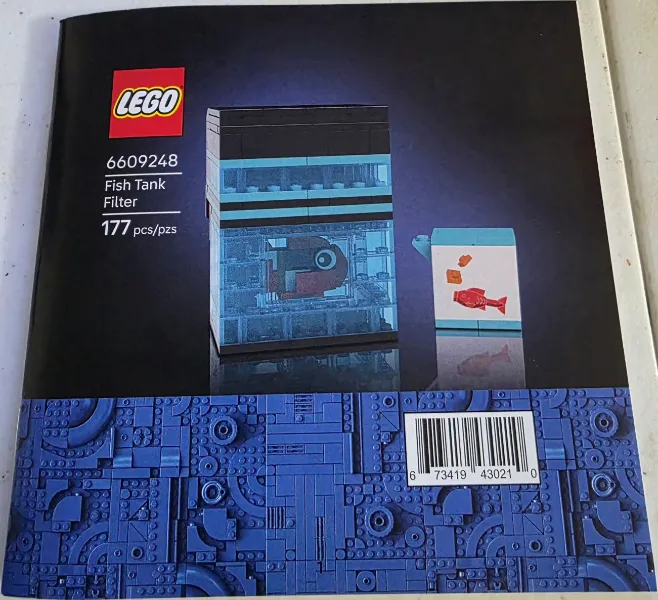 LEGO
6609248
Fish Tank
Filter
177 pcs/pzs
6 73419 43021 0